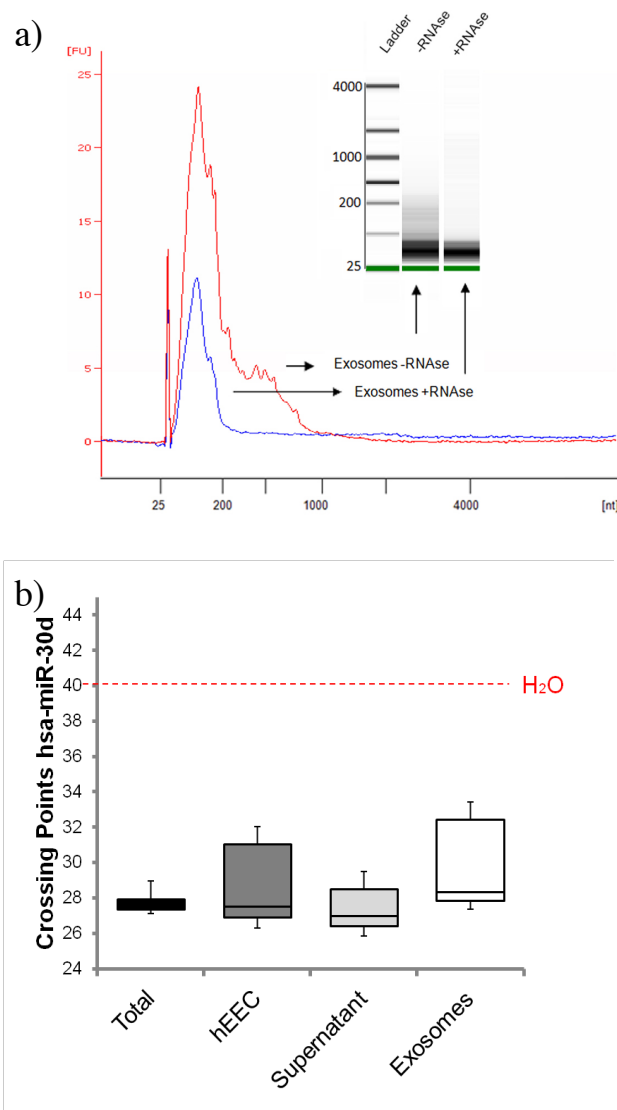 a)
[FU]
25
20
15
10
5
0
25
200
1000
4000
[nt]
Ladder
-RNAse
+RNAse
4000
1000
200
25
Exosomes -RNAse
Exosomes +RNAse
b)
Crossing Points hsa-miR-30d
44
42
40
38
36
34
32
30
28
26
24
H₂O
Total
hEEC
Supernatant
Exosomes